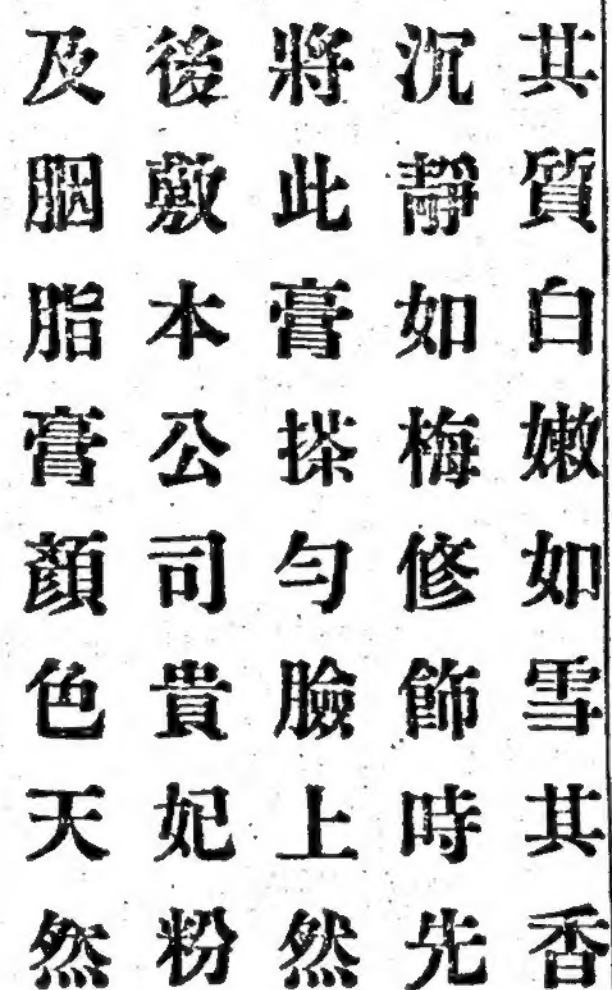 其質白嫩如雪其香
沉靜如梅修飾時先
將此膏搽勻臉上然
後敷本公司貴妃粉
及胭脂膏顏色天然